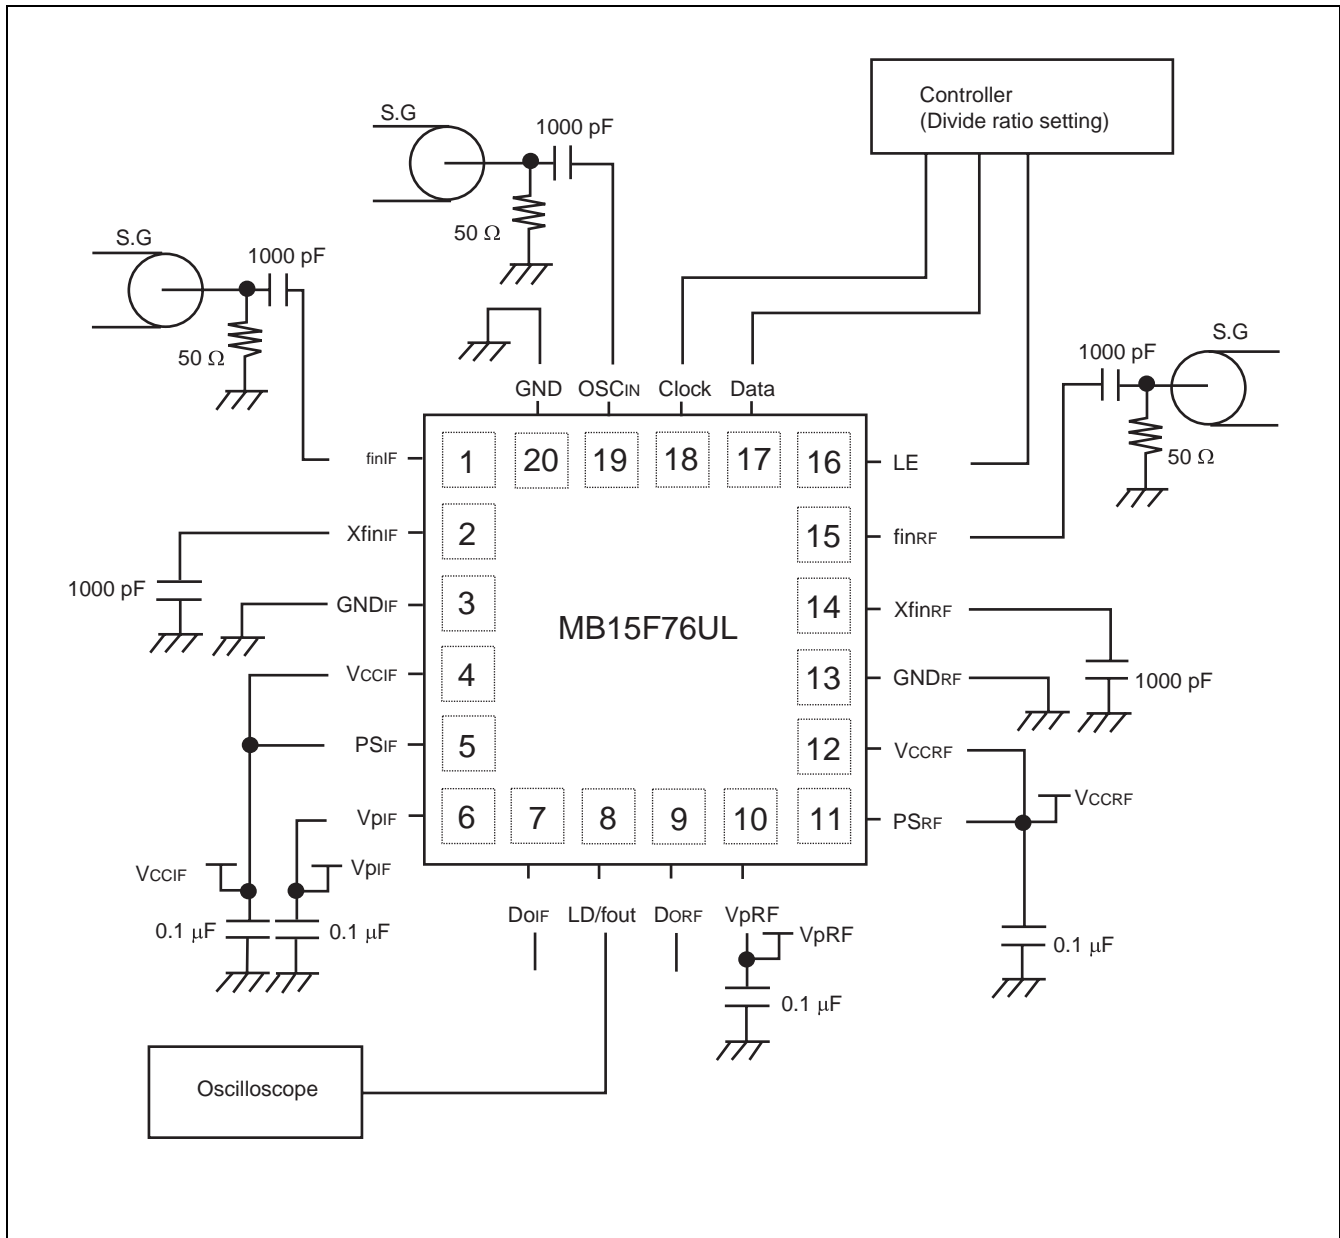 Controller
(Divide ratio setting)
S.G
1000 pF
50 Ω
S.G
1000 pF
50 Ω
S.G
1000 pF
50 Ω
GND OSCIN Clock Data
finIF 1 20 19 18 17 16 LE
XfinIF 2 15 finRF
1000 pF
GNDIF 3 14 XfinRF
MB15F76UL
VCCIF 4 13 GNDRF
1000 pF
PSIF 5 12 VCCRF
VpIF 6 7 8 9 10 11 PSRF
VCCRF
VCCIF
VpIF
0.1 µF
0.1 µF
DoIF LD/fout DORF VpRF
VpRF
0.1 µF
0.1 µF
Oscilloscope